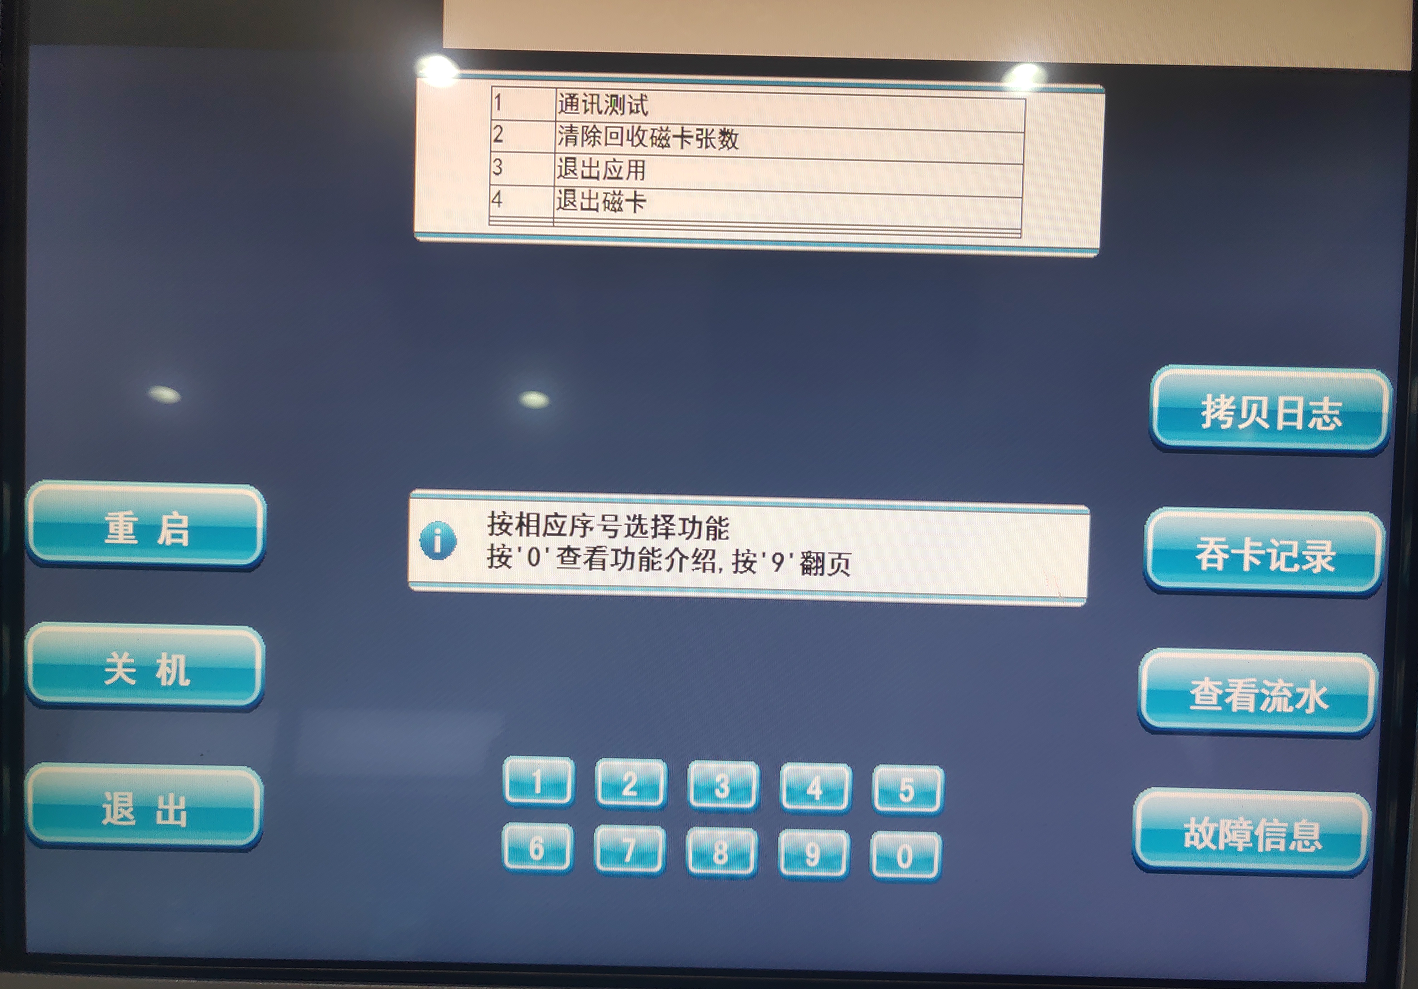 1 通讯测试
2 清除回收磁卡张数
3 退出应用
4 退出磁卡
拷贝日志
重启
按相应序号选择功能
按'0'查看功能介绍,按'9'翻页
吞卡记录
关机
查看流水
退出
1 2 3 4 5
6 7 8 9 0
故障信息